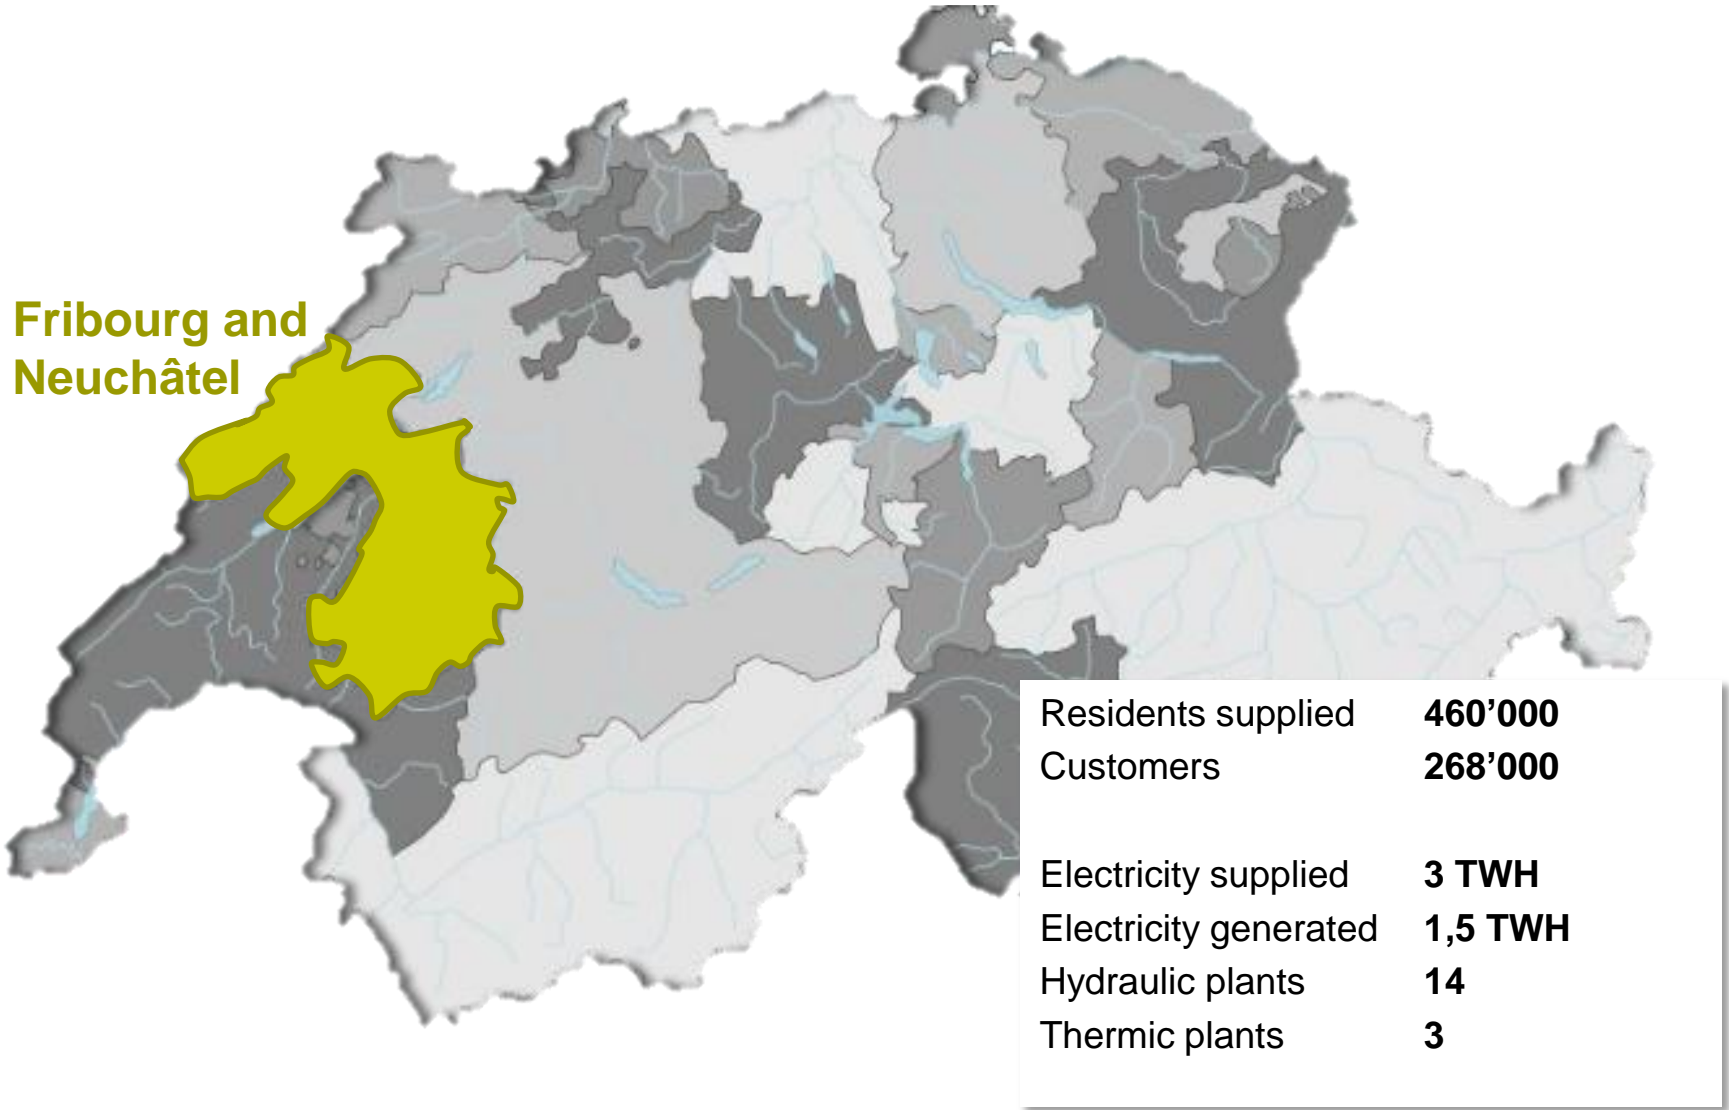 Fribourg and
Neuchâtel
Residents supplied 460’000
Customers 268’000
Electricity supplied 3 TWH
Electricity generated 1,5 TWH
Hydraulic plants 14
Thermic plants 3